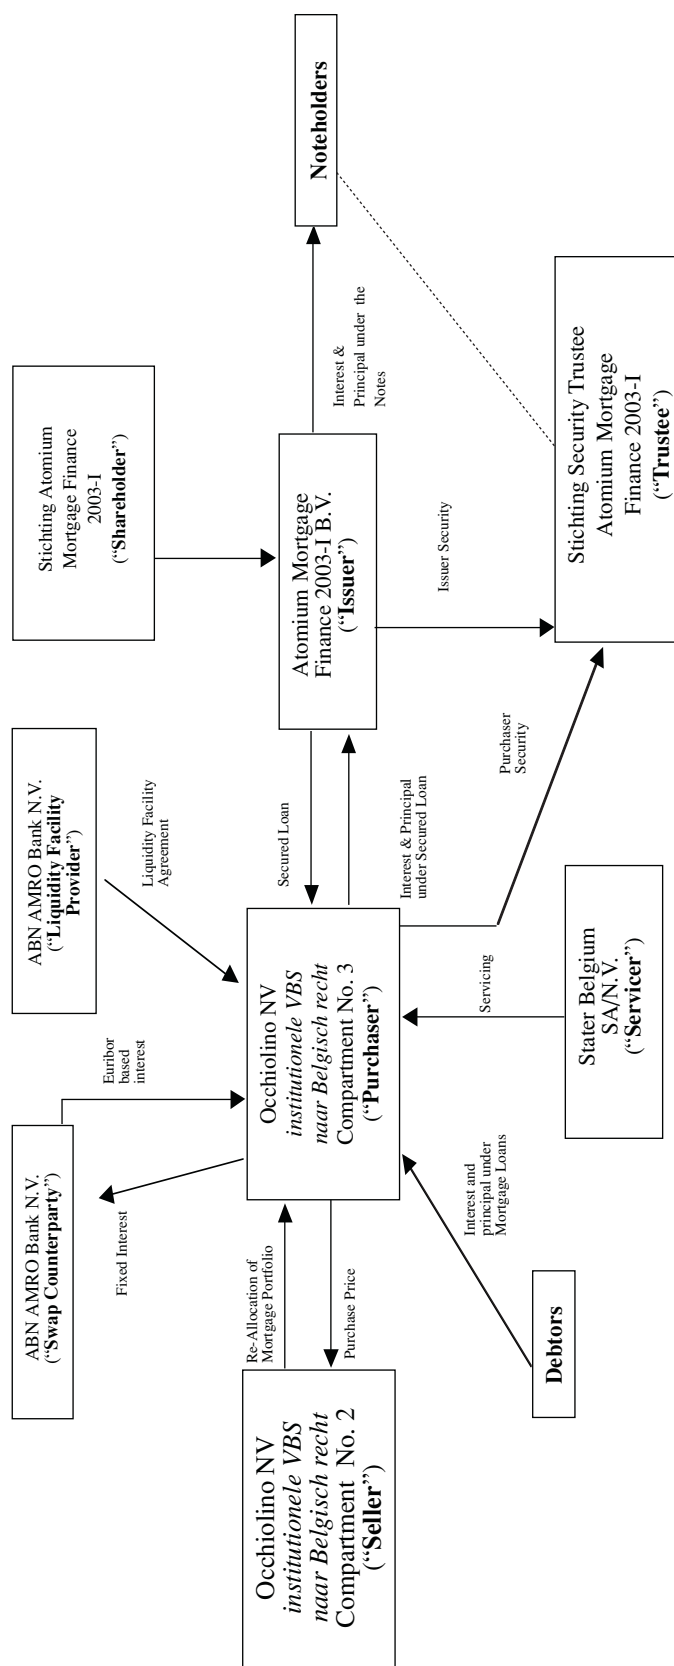 ABN AMRO Bank N.V.
(“Swap Counterparty”)
ABN AMRO Bank N.V.
(“Liquidity Facility
Provider”)
Stichting Atomium
Mortgage Finance
2003-I
(“Shareholder”)
Fixed Interest
Euribor
based
interest
Liquidity Facility
Agreement
Occhiolino NV
institutionele VBS
naar Belgisch recht
Compartment No. 2
(“Seller”)
Re-Allocation of
Mortgage Portfolio
Purchase Price
Occhiolino NV
institutionele VBS
naar Belgisch recht
Compartment No. 3
(“Purchaser”)
Secured Loan
Interest & Principal
under Secured Loan
Atomium Mortgage
Finance 2003-I B.V.
(“Issuer”)
Interest &
Principal under the
Notes
Noteholders
Interest and
principal under
Mortgage Loans
Servicing
Purchaser
Security
Issuer Security
Debtors
Stater Belgium
SA/N.V.
(“Servicer”)
Stichting Security Trustee
Atomium Mortgage
Finance 2003-I
(“Trustee”)